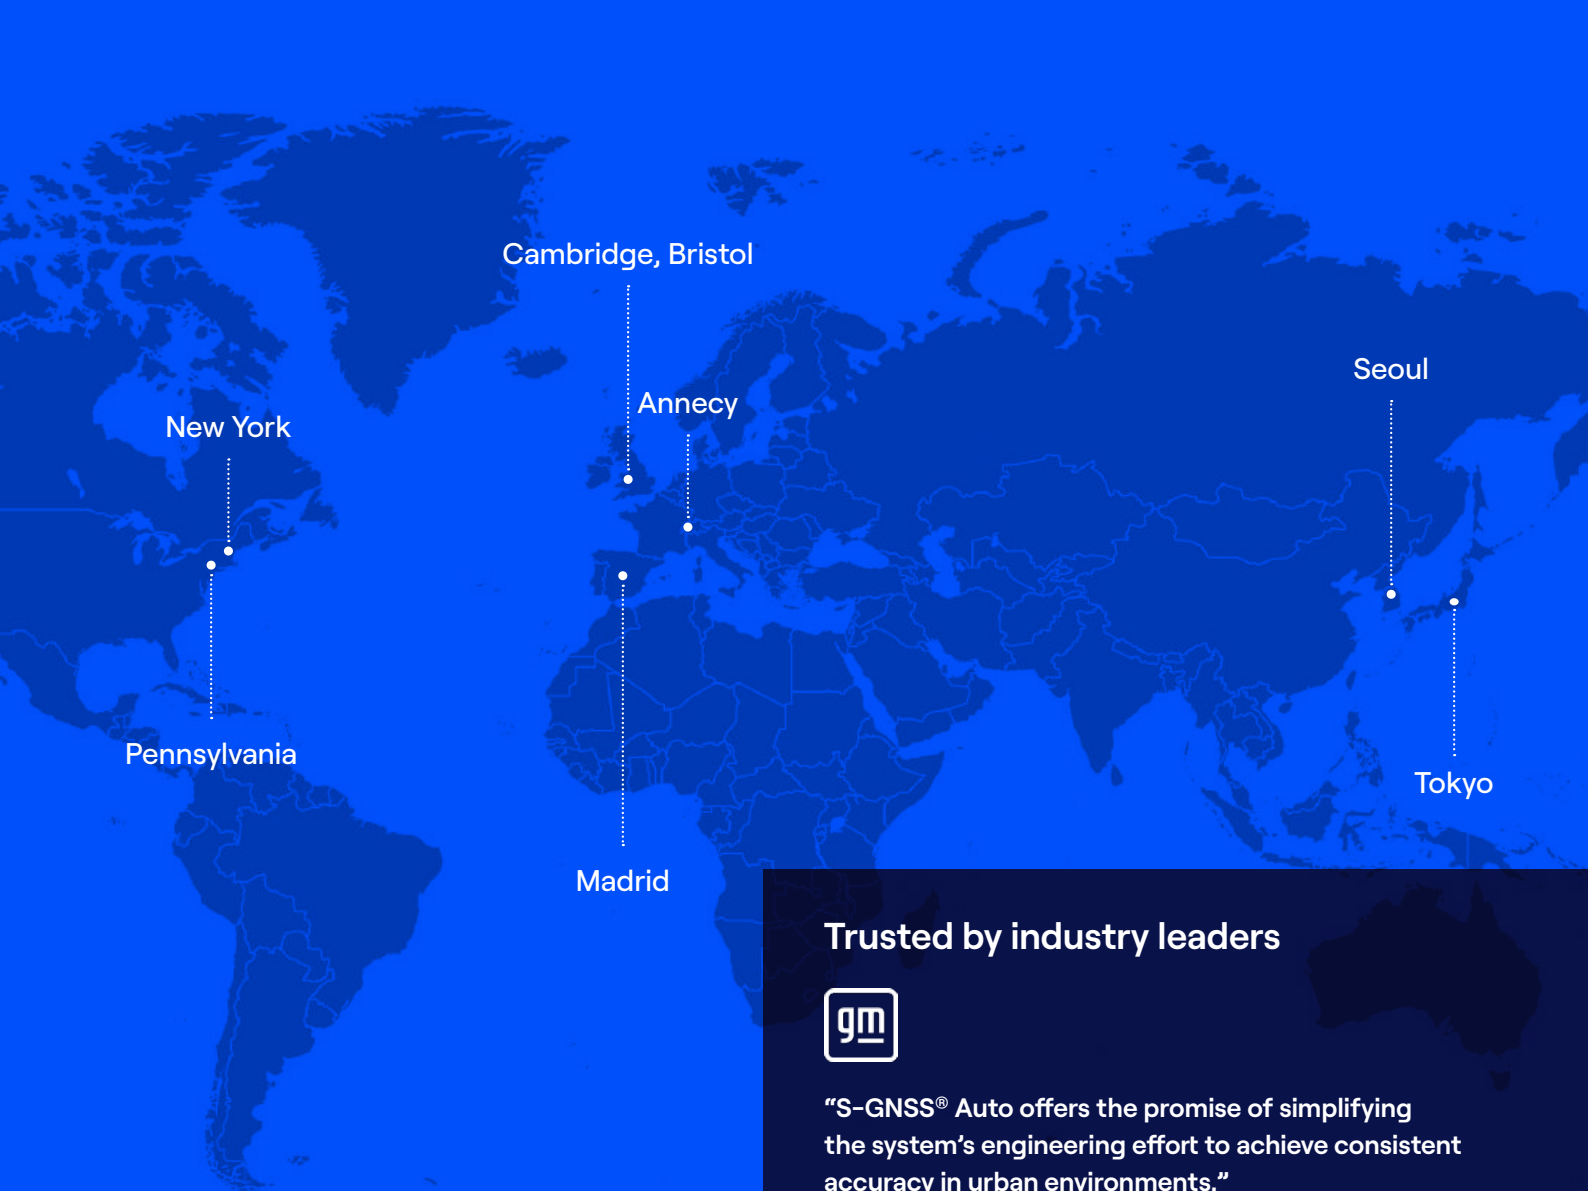 Cambridge, Bristol
Seoul
Annecy
New York
Pennsylvania
Tokyo
Madrid
Trusted by industry leaders
gm
“S-GNSS® Auto offers the promise of simplifying
the system’s engineering effort to achieve consistent
accuracy in urban environments.”